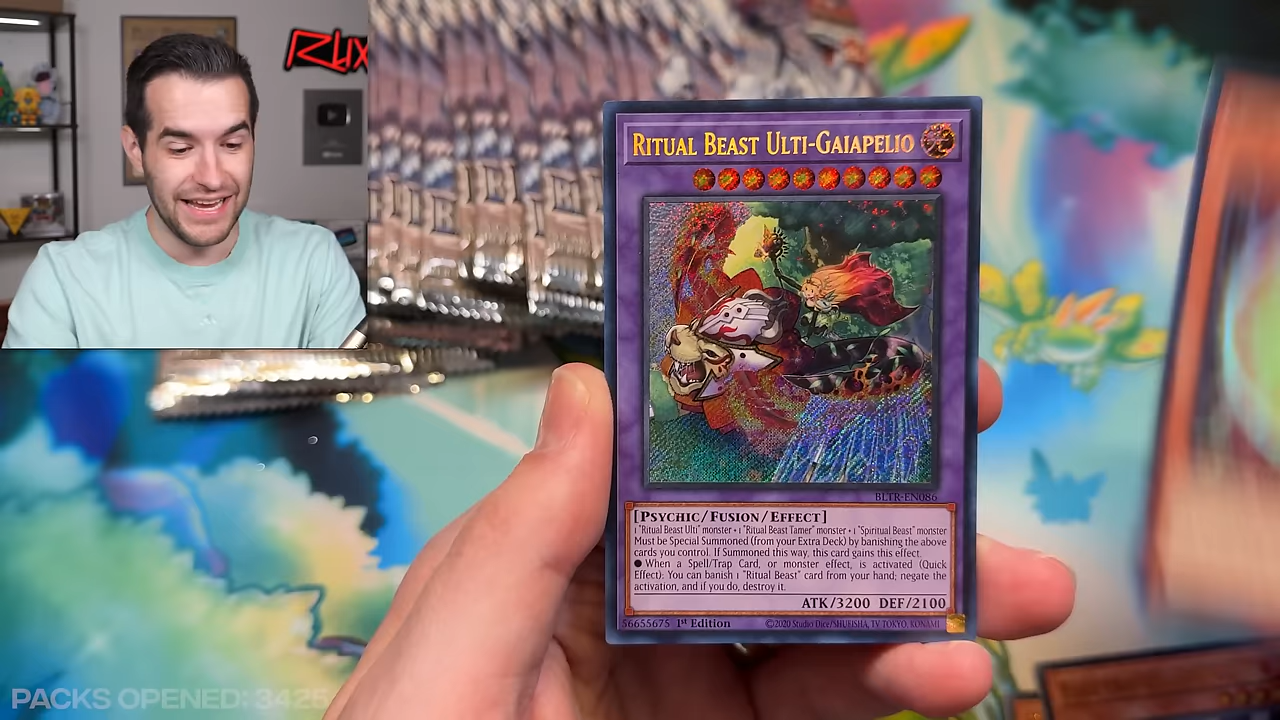 Rux
RITUAL BEAST ULTI-GAIAPELIO
BLTR-EN086
[PSYCHIC/FUSION/EFFECT]
1 "Ritual Beast Ulti" monster + 1 "Ritual Beast Tamer" monster + 1 "Spiritual Beast" monster
Must be Special Summoned (from your Extra Deck) by banishing the above
cards you control. If Summoned this way, this card gains this effect.
● When a Spell/Trap Card, or monster effect, is activated (Quick
Effect): You can banish 1 "Ritual Beast" card from your hand; negate the
activation, and if you do, destroy it.
ATK/3200 DEF/2100
56655675 1st Edition ©2020 Studio Dice/SHUEISHA, TV TOKYO, KONAMI
PACKS OPENED: 3425